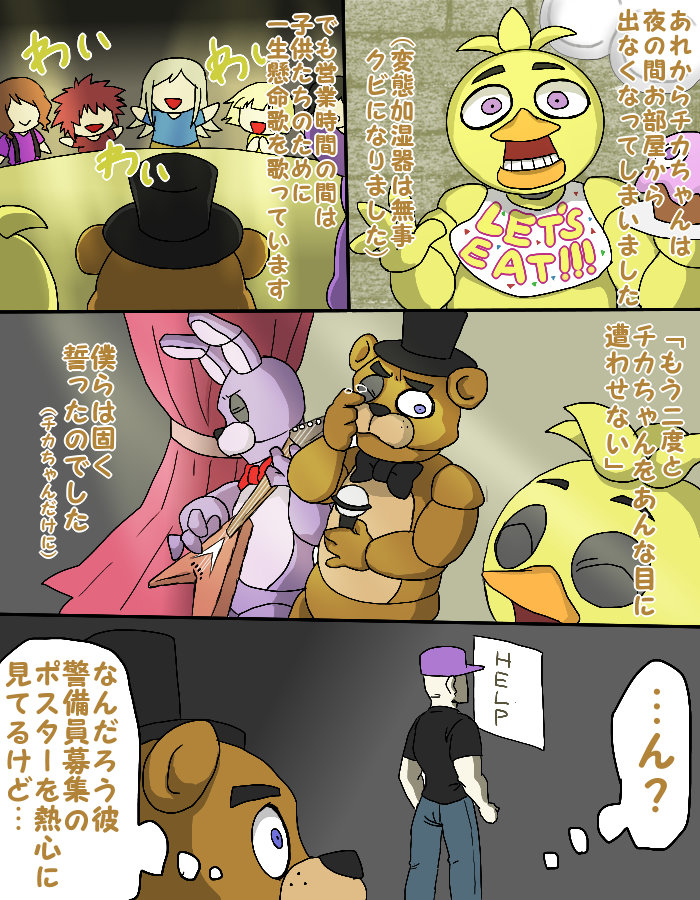 あれからチカちゃんは
夜の間お部屋から
出なくなってしまいました
(変態加湿器は無事
クビになりました)
LET'S
EAT!!!
でも営業時間の間は
子供たちのために
一生懸命歌を歌っています
わぃ
わぃ
わぃ
「もう二度と
チカちゃんをあんな目に
遭わせない」
僕らは固く
誓ったのでした
(チカちゃんだけに)
…ん?
HELP
なんだろう彼
警備員募集の
ポスターを熱心に
見てるけど…